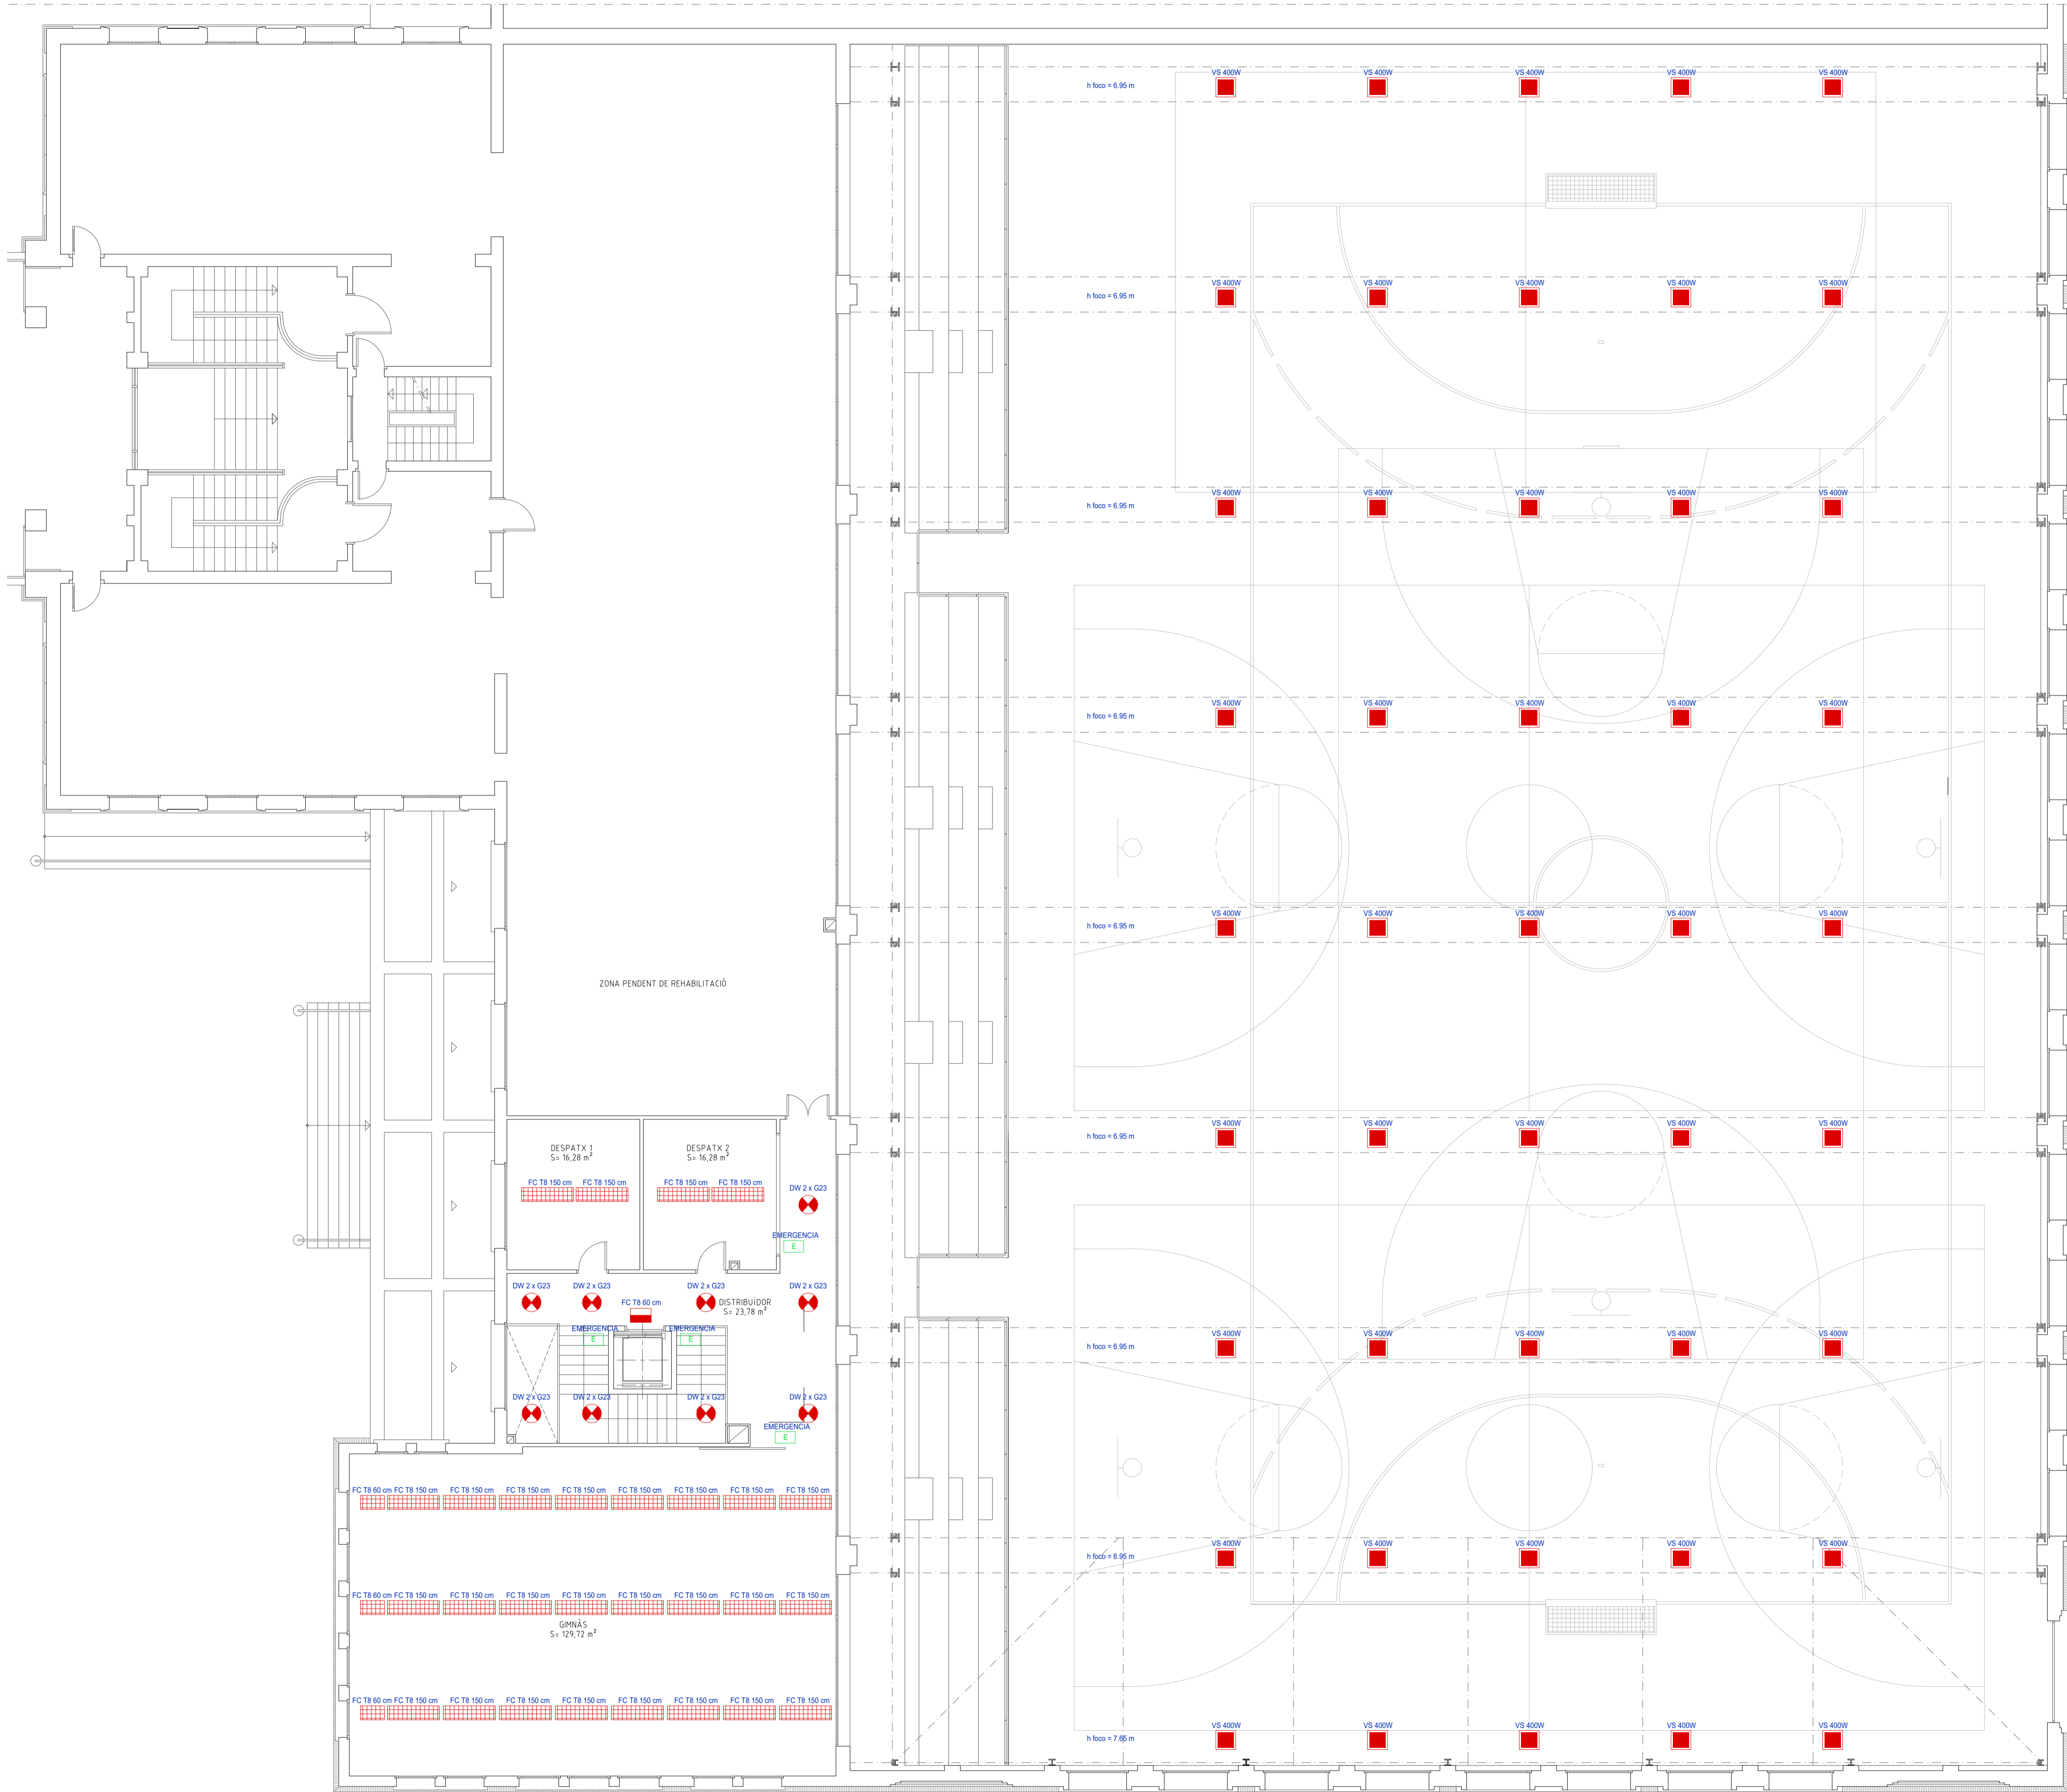 VS 400W VS 400W VS 400W VS 400W VS 400W
h foco = 6.95 m
VS 400W VS 400W VS 400W VS 400W VS 400W
h foco = 6.95 m
VS 400W VS 400W VS 400W VS 400W VS 400W
h foco = 6.95 m
VS 400W VS 400W VS 400W VS 400W VS 400W
h foco = 6.95 m
VS 400W VS 400W VS 400W VS 400W VS 400W
h foco = 6.95 m
ZONA PENDENT DE REHABILITACIÓ
VS 400W VS 400W VS 400W VS 400W VS 400W
h foco = 6.95 m
DESPATX 1
S= 16,28 m²
DESPATX 2
S= 16,28 m²
FC T8 150 cm FC T8 150 cm FC T8 150 cm FC T8 150 cm
DW 2 x G23
EMERGENCIA
E
DW 2 x G23 DW 2 x G23 DW 2 x G23 DW 2 x G23
FC T8 60 cm
DISTRIBUÏDOR
S= 23,78 m²
EMERGENCIA EMERGENCIA
E E
VS 400W VS 400W VS 400W VS 400W VS 400W
h foco = 6.95 m
DW 2 x G23 DW 2 x G23 DW 2 x G23 DW 2 x G23
EMERGENCIA
E
FC T8 60 cm FC T8 150 cm FC T8 150 cm FC T8 150 cm FC T8 150 cm FC T8 150 cm FC T8 150 cm FC T8 150 cm FC T8 150 cm
VS 400W VS 400W VS 400W VS 400W VS 400W
h foco = 6.95 m
FC T8 60 cm FC T8 150 cm FC T8 150 cm FC T8 150 cm FC T8 150 cm FC T8 150 cm FC T8 150 cm FC T8 150 cm FC T8 150 cm
GIMNÀS
S= 129,72 m²
FC T8 60 cm FC T8 150 cm FC T8 150 cm FC T8 150 cm FC T8 150 cm FC T8 150 cm FC T8 150 cm FC T8 150 cm FC T8 150 cm
VS 400W VS 400W VS 400W VS 400W VS 400W
h foco = 7.65 m